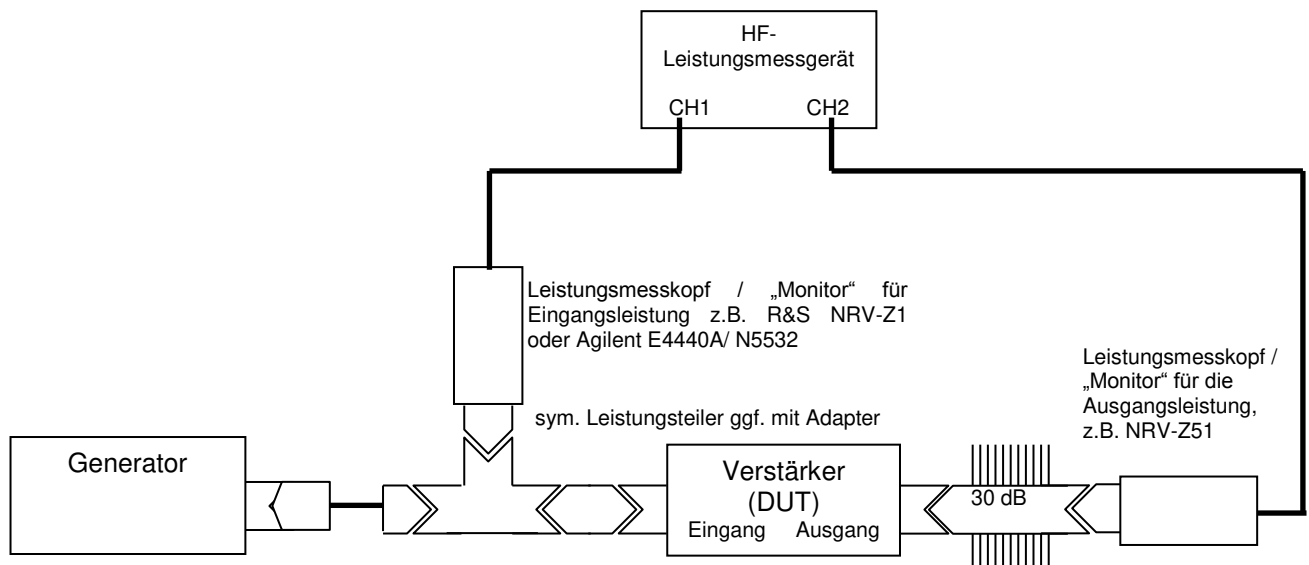 HF-
Leistungsmessgerät
CH1 CH2
Leistungsmesskopf / „Monitor“ für
Eingangsleistung z.B. R&S NRV-Z1
oder Agilent E4440A/ N5532
Leistungsmesskopf /
„Monitor“ für die
Ausgangsleistung,
z.B. NRV-Z51
sym. Leistungsteiler ggf. mit Adapter
Generator
Verstärker
(DUT)
Eingang Ausgang
30 dB